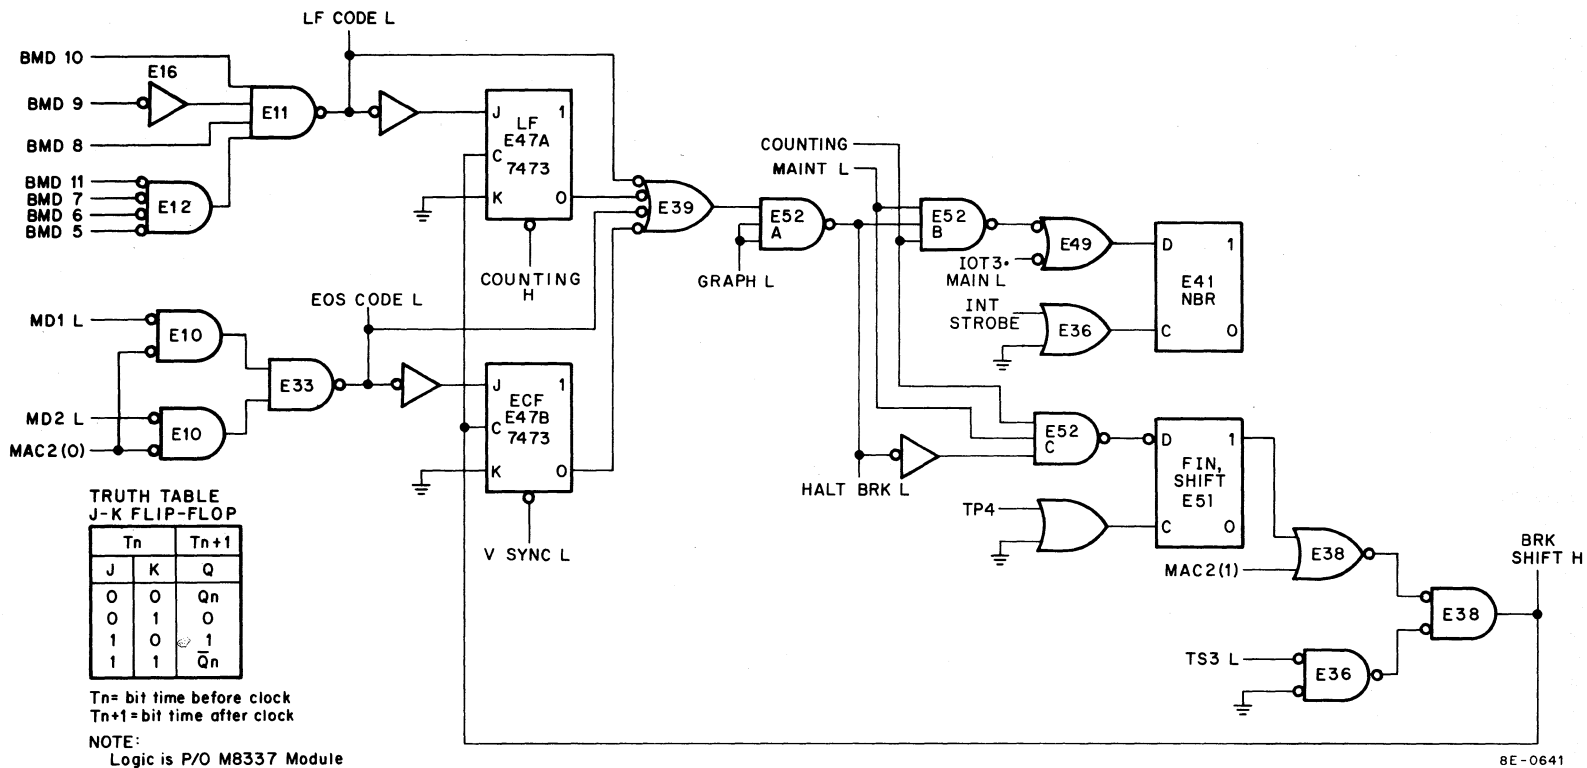 LF CODE L
BMD 10
E16
BMD 9
E11
BMD 8
BMD 11
BMD 7
BMD 6
BMD 5
E12
J 1
LF
E47A
C
7473
K 0
COUNTING
H
E39
COUNTING
MAINT L
E52
A
GRAPH L
E52
B
E49
IOT3•
MAIN L
INT
STROBE
E36
D 1
E41
NBR
C 0
EOS CODE L
MD1 L
E10
E33
MD2 L
E10
MAC2(0)
J 1
ECF
E47B
C
7473
K 0
V SYNC L
HALT BRK L
E52
C
D 1
FIN,
SHIFT
E51
C 0
TP4
MAC2(1)
E38
BRK
SHIFT H
E38
TS3 L
E36
TRUTH TABLE
J-K FLIP-FLOP
Tn Tn+1
J K Q
0 0 Qn
0 1 0
1 0 1
1 1 Q̅n
Tn= bit time before clock
Tn+1=bit time after clock
NOTE:
Logic is P/O M8337 Module
8E-0641